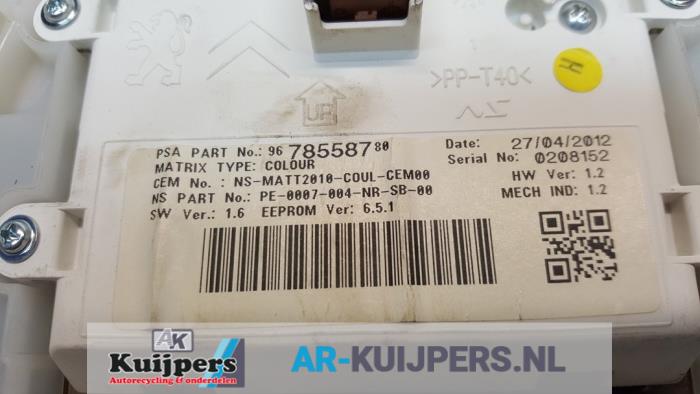 >PP-T40<
UP
H
PSA PART No.: 96 78558780
MATRIX TYPE: COLOUR
CEM No. : NS-MATT2010-COUL-CEM00
NS PART No.: PE-0007-004-NR-SB-00
SW Ver.: 1.6 EEPROM Ver: 6.5.1
Date: 27/04/2012
Serial No: 0208152
HW Ver: 1.2
MECH IND: 1.2
AK
Kuijpers
Autorecycling & onderdelen
AR-KUIJPERS.NL